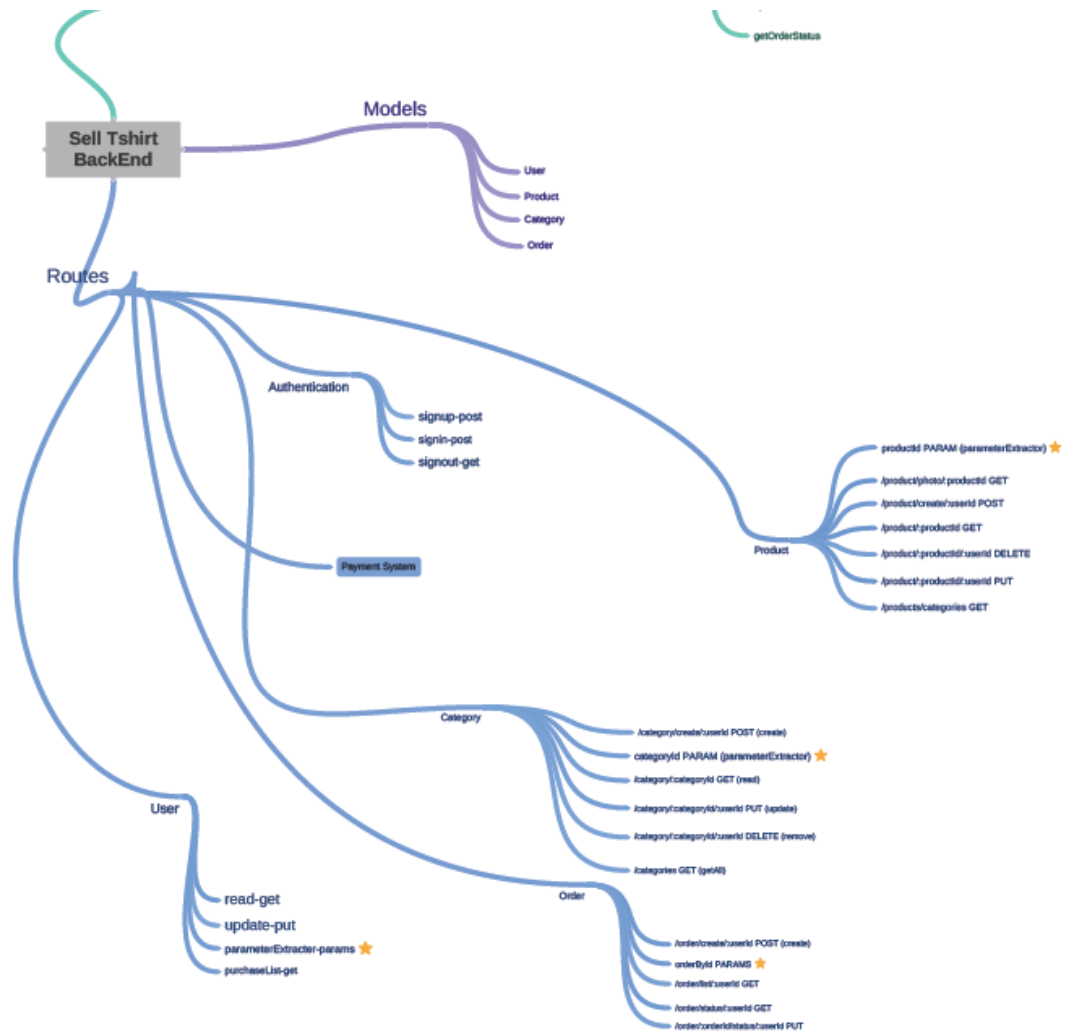 getOrderStatus
Sell Tshirt
BackEnd
Models
User
Product
Category
Order
Routes
Authentication
signup-post
signin-post
signout-get
Payment System
Product
productId PARAM (parameterExtractor)
/product/photo/:productId GET
/product/create/:userId POST
/product/:productId GET
/product/:productId/:userId DELETE
/product/:productId/:userId PUT
/products/categories GET
Category
/category/create/:userId POST (create)
categoryId PARAM (parameterExtractor)
/category/:categoryId GET (read)
/category/:categoryId/:userId PUT (update)
/category/:categoryId/:userId DELETE (remove)
/categories GET (getAll)
User
read-get
update-put
parameterExtracter-params
purchaseList-get
Order
/order/create/:userId POST (create)
orderById PARAMS
/order/list/:userId GET
/order/status/:userId GET
/order/:orderId/status/:userId PUT